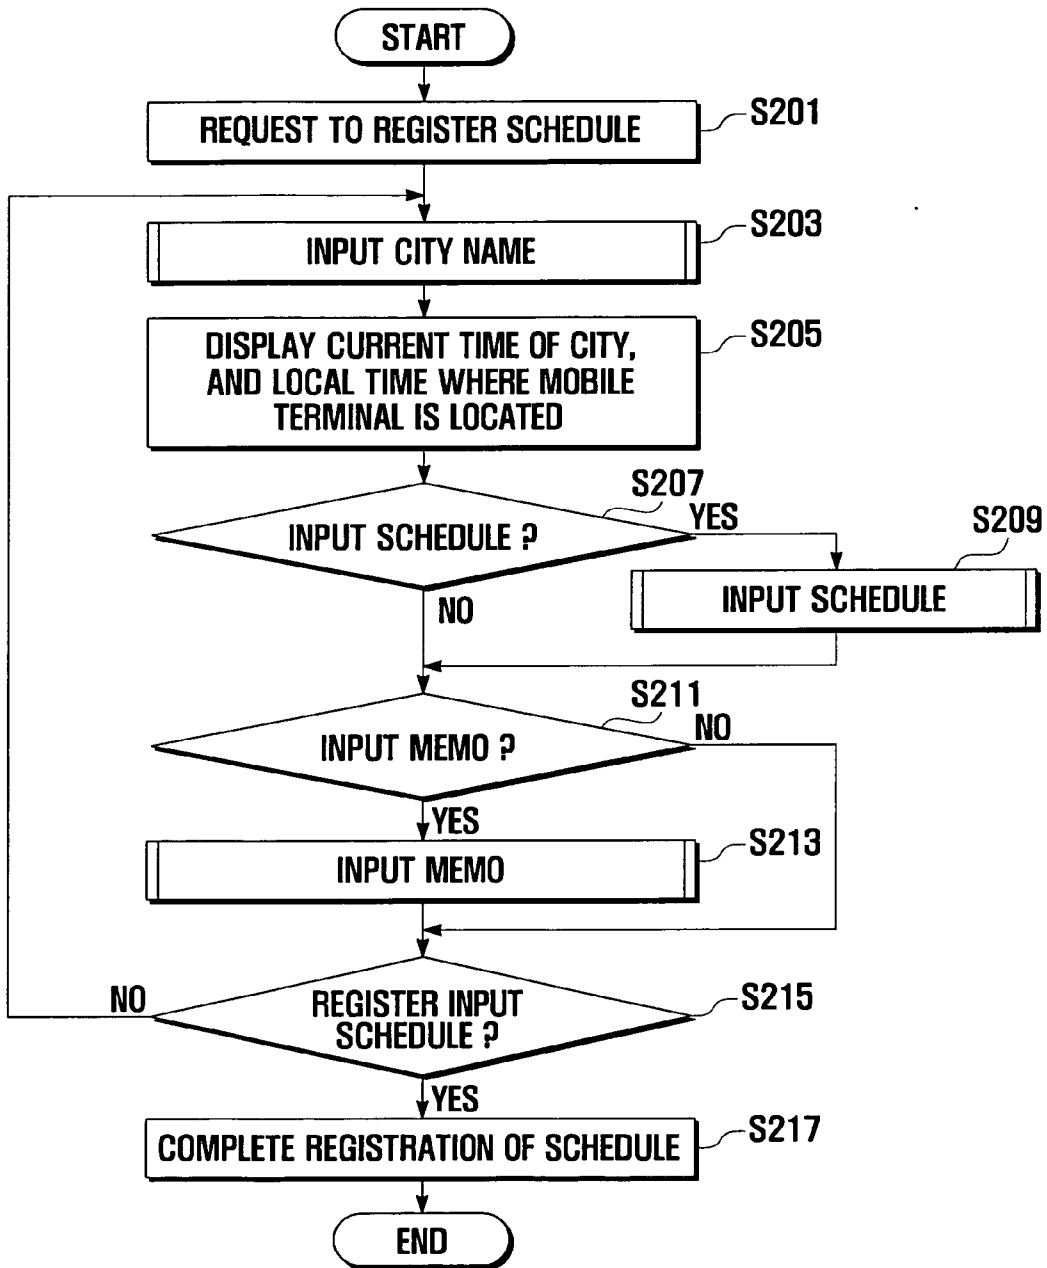 START
REQUEST TO REGISTER SCHEDULE
S201
INPUT CITY NAME
S203
DISPLAY CURRENT TIME OF CITY,
AND LOCAL TIME WHERE MOBILE
TERMINAL IS LOCATED
S205
INPUT SCHEDULE ?
S207
YES
NO
INPUT SCHEDULE
S209
INPUT MEMO ?
S211
NO
YES
INPUT MEMO
S213
REGISTER INPUT
SCHEDULE ?
S215
NO
YES
COMPLETE REGISTRATION OF SCHEDULE
S217
END